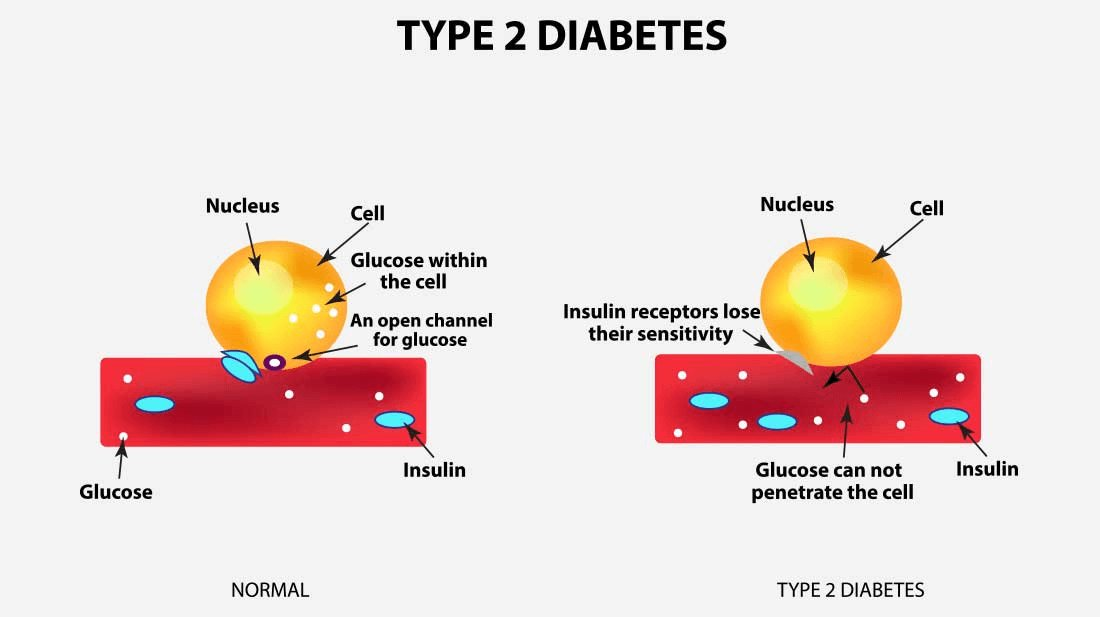 TYPE 2 DIABETES
Nucleus
Cell
Glucose within
the cell
An open channel
for glucose
Insulin
Glucose
NORMAL
Nucleus
Cell
Insulin receptors lose
their sensitivity
Glucose can not
penetrate the cell
Insulin
TYPE 2 DIABETES